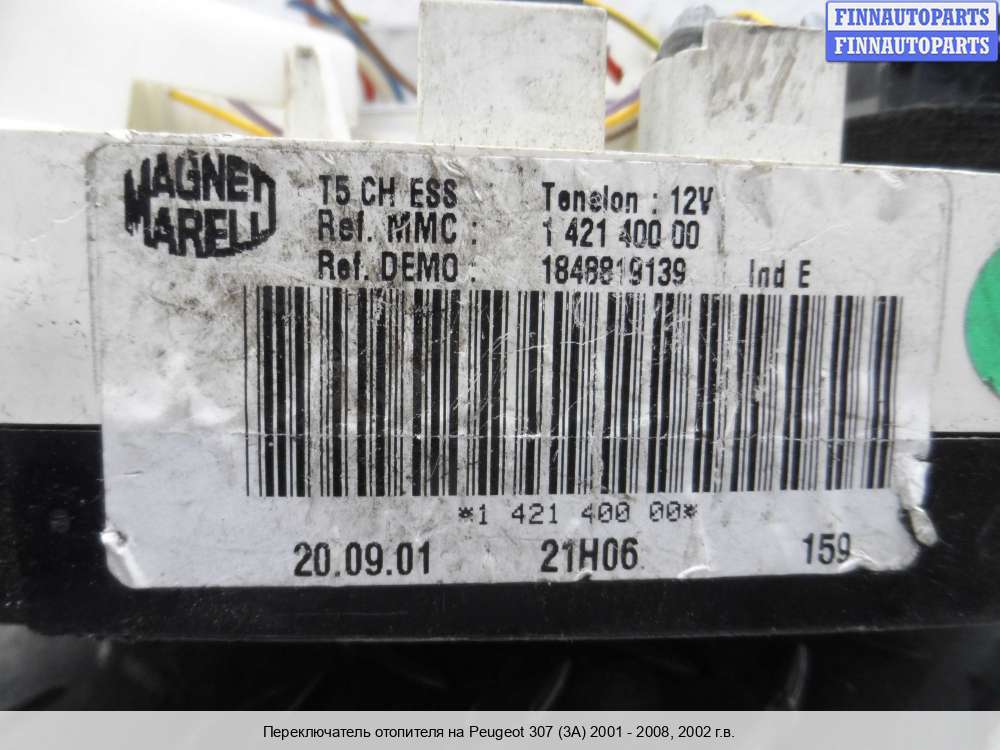 FINNAUTOPARTS
FINNAUTOPARTS
MAGNETI
MARELLI
T5 CH ESS Tension : 12V
Ref. MMC : 1 421 400 00
Ref. DEMO : 1848819139 Ind E
*1 421 400 00*
20.09.01 21H06 159
Переключатель отопителя на Peugeot 307 (3A) 2001 - 2008, 2002 г.в.